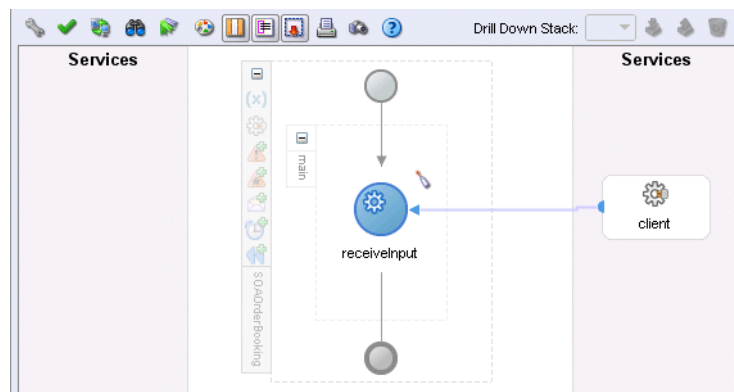 Drill Down Stack:
Services
Services
(x)
main
client
receiveInput
SOAOrderBooking